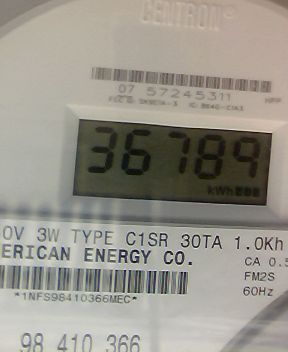 CENTRON®
07 57245311
36789
kWh
0V 3W TYPE C1SR 30TA 1.0Kh
ERICAN ENERGY CO.
CA 0.5
FM2S
*1NFS98410366MEC*
60Hz
98 410 366